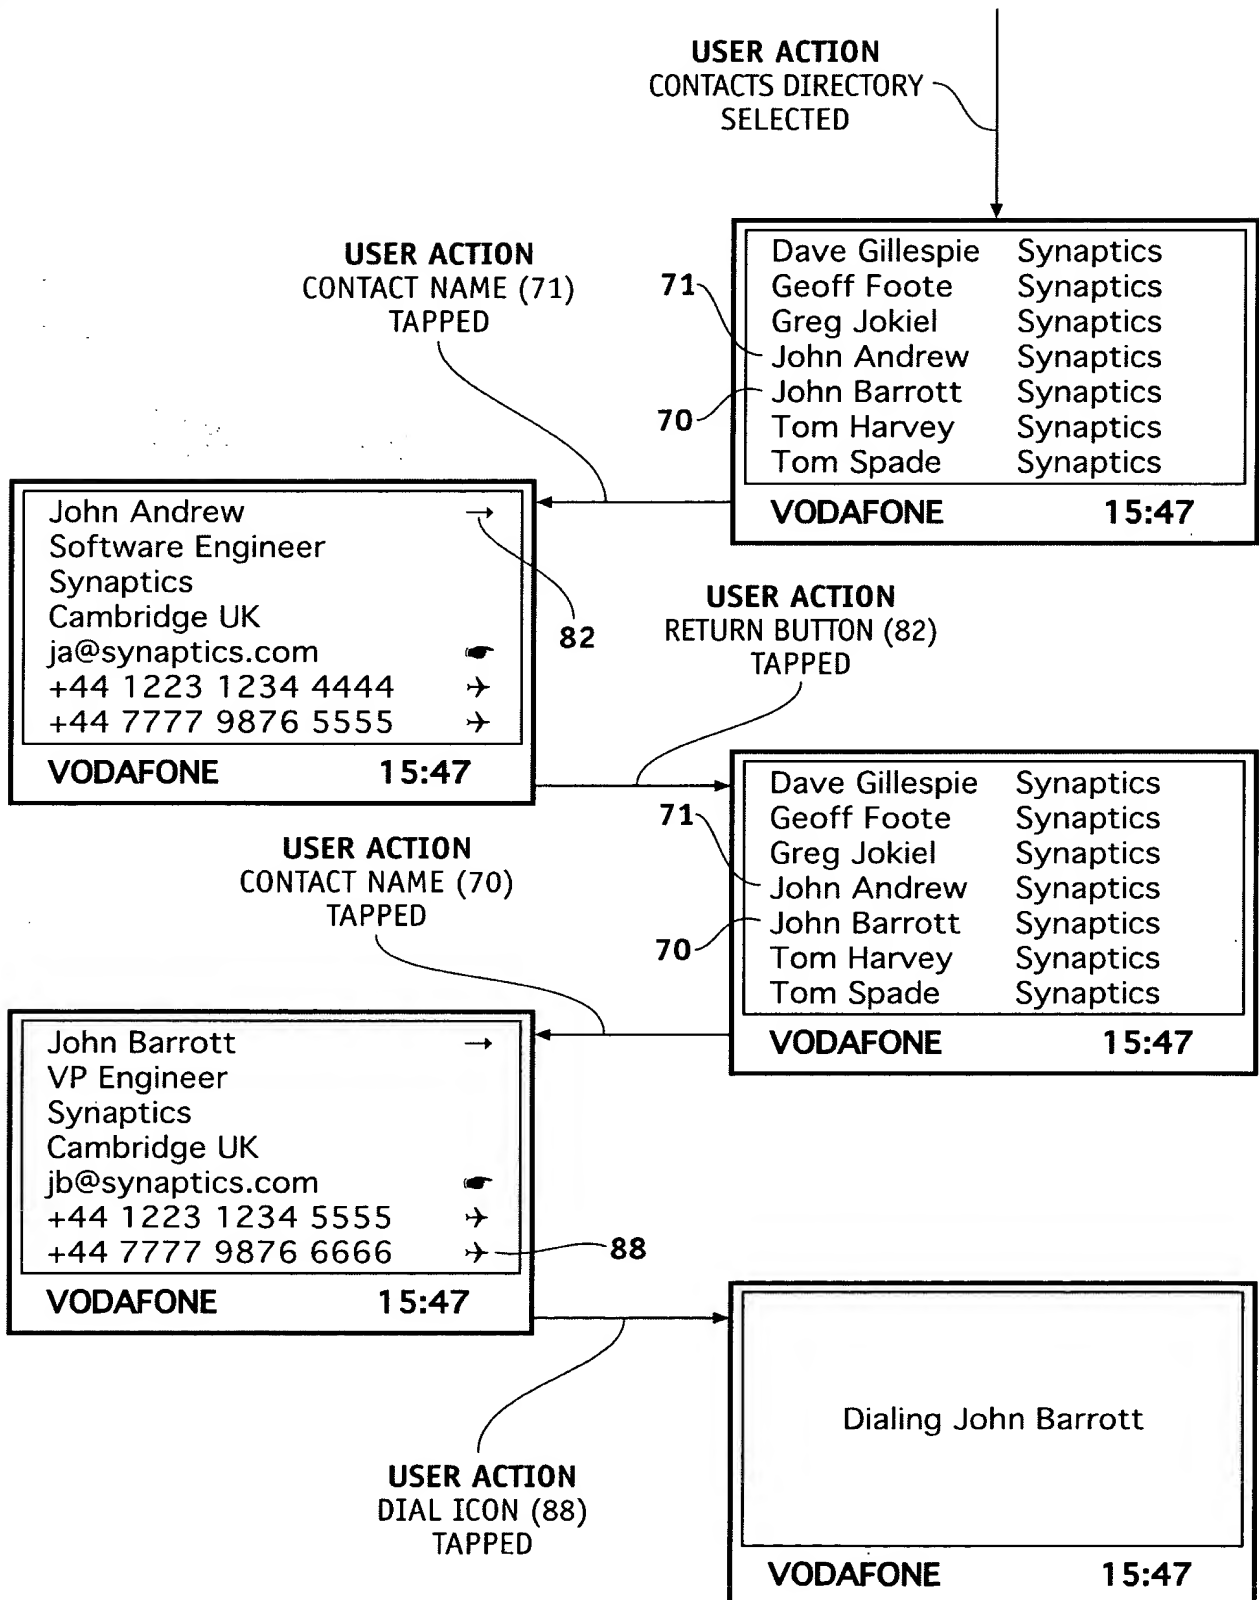 USER ACTION
CONTACTS DIRECTORY
SELECTED
Dave Gillespie Synaptics
Geoff Foote Synaptics
Greg Jokiel Synaptics
John Andrew Synaptics
John Barrott Synaptics
Tom Harvey Synaptics
Tom Spade Synaptics
VODAFONE 15:47
71
70
USER ACTION
CONTACT NAME (71)
TAPPED
John Andrew →
Software Engineer
Synaptics
Cambridge UK
ja@synaptics.com ☛
+44 1223 1234 4444 ✈
+44 7777 9876 5555 ✈
VODAFONE 15:47
82
USER ACTION
RETURN BUTTON (82)
TAPPED
Dave Gillespie Synaptics
Geoff Foote Synaptics
Greg Jokiel Synaptics
John Andrew Synaptics
John Barrott Synaptics
Tom Harvey Synaptics
Tom Spade Synaptics
VODAFONE 15:47
71
70
USER ACTION
CONTACT NAME (70)
TAPPED
John Barrott →
VP Engineer
Synaptics
Cambridge UK
jb@synaptics.com ☛
+44 1223 1234 5555 ✈
+44 7777 9876 6666 ✈
VODAFONE 15:47
88
USER ACTION
DIAL ICON (88)
TAPPED
Dialing John Barrott
VODAFONE 15:47